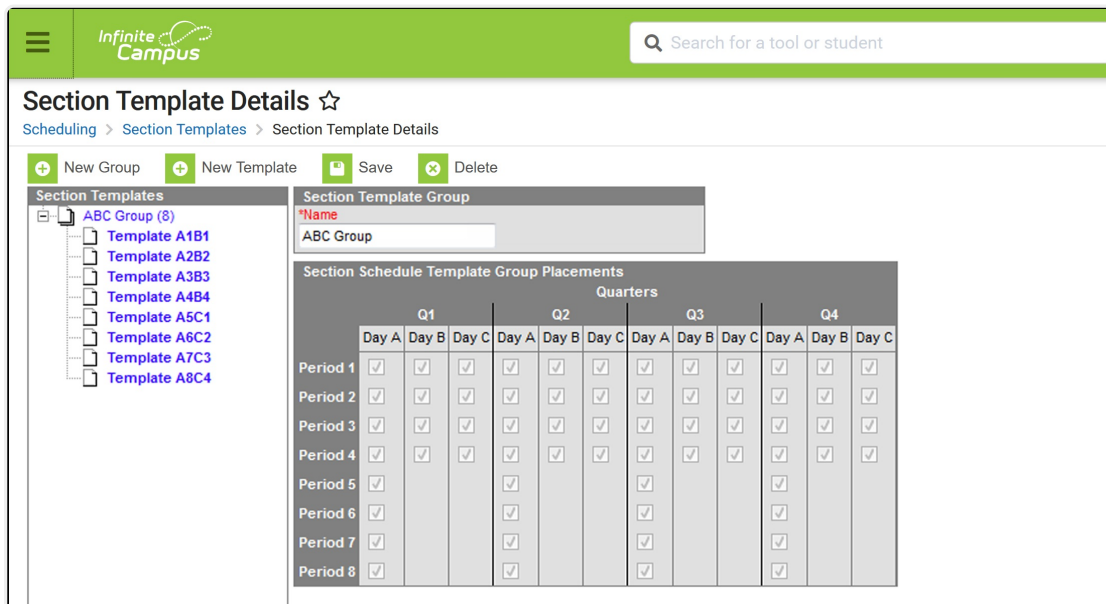 Infinite
Campus
Search for a tool or student
Section Template Details
Scheduling > Section Templates > Section Template Details
New Group New Template Save Delete
Section Templates
ABC Group (8)
Template A1B1
Template A2B2
Template A3B3
Template A4B4
Template A5C1
Template A6C2
Template A7C3
Template A8C4
Section Template Group
*Name
ABC Group
Section Schedule Template Group Placements
Quarters
Q1 Q2 Q3 Q4
Day A Day B Day C Day A Day B Day C Day A Day B Day C Day A Day B Day C
Period 1
Period 2
Period 3
Period 4
Period 5
Period 6
Period 7
Period 8